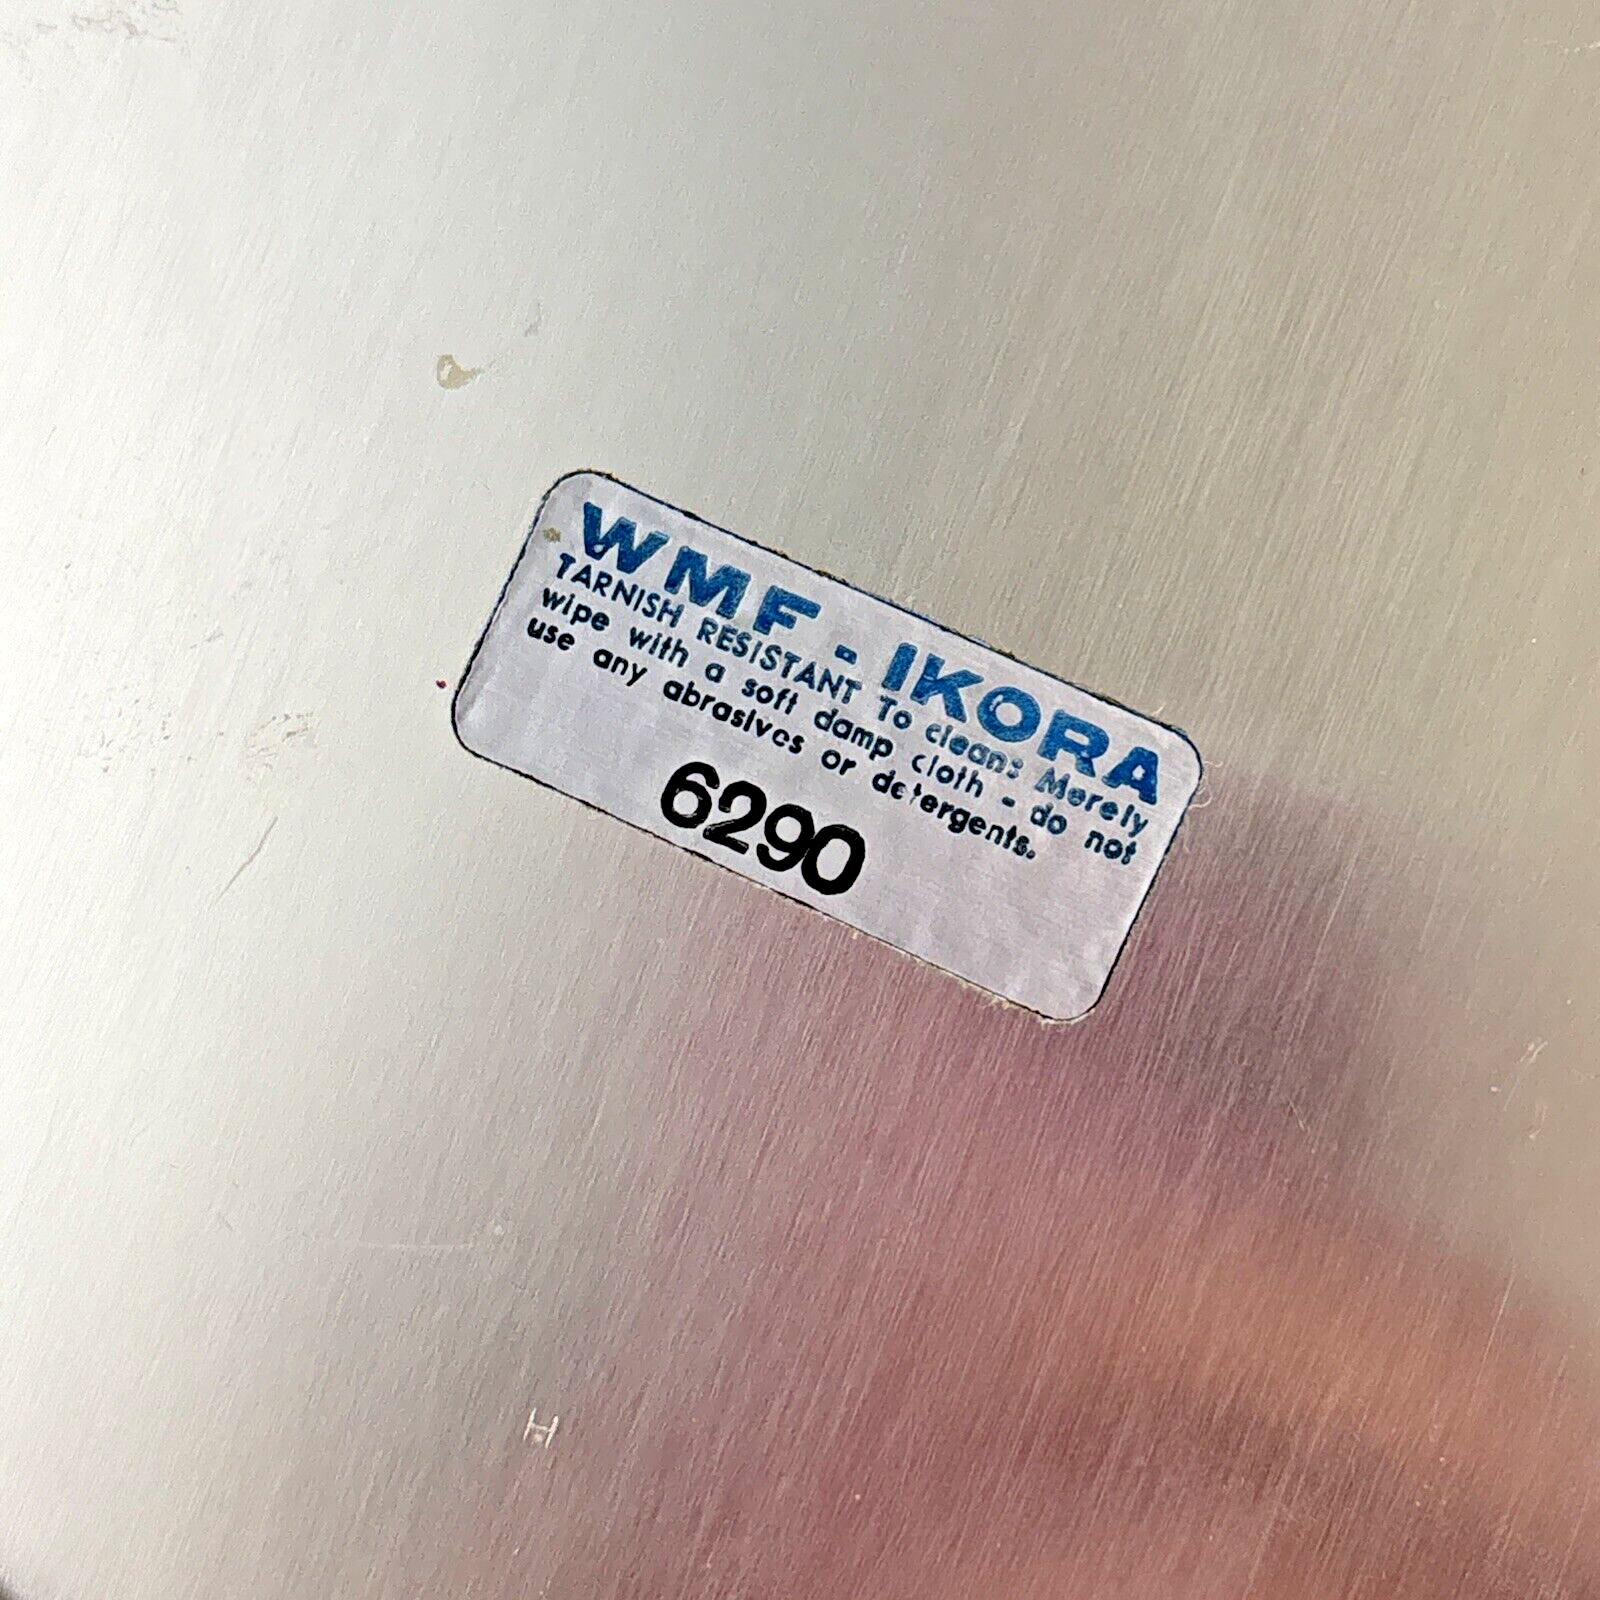 WMF - IKORA
TARNISH RESISTANT To clean: Merely
wipe with a soft damp cloth - do not
use any abrasives or detergents.
6290
H